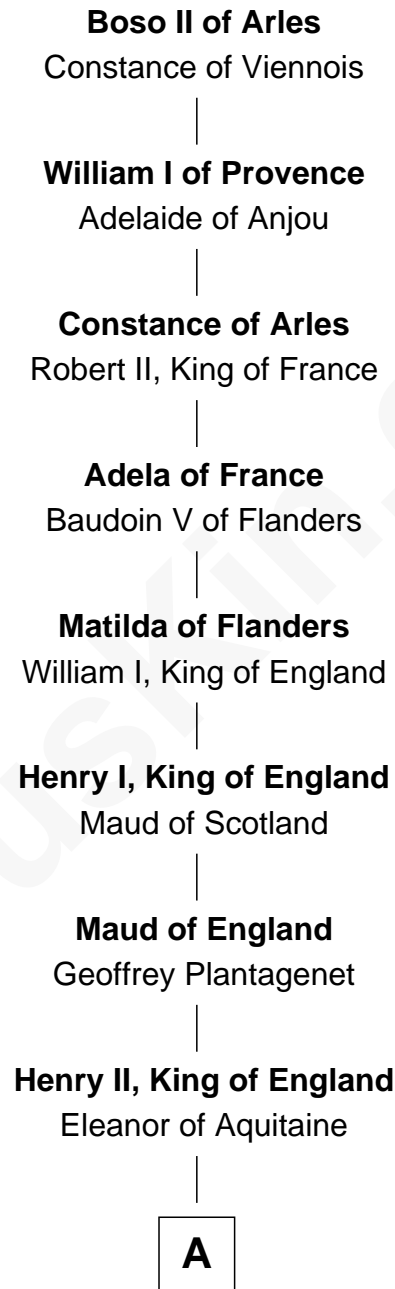 Boso II of Arles
Constance of Viennois
William I of Provence
Adelaide of Anjou
Constance of Arles
Robert II, King of France
Adela of France
Baudoin V of Flanders
Matilda of Flanders
William I, King of England
Henry I, King of England
Maud of Scotland
Maud of England
Geoffrey Plantagenet
Henry II, King of England
Eleanor of Aquitaine
A